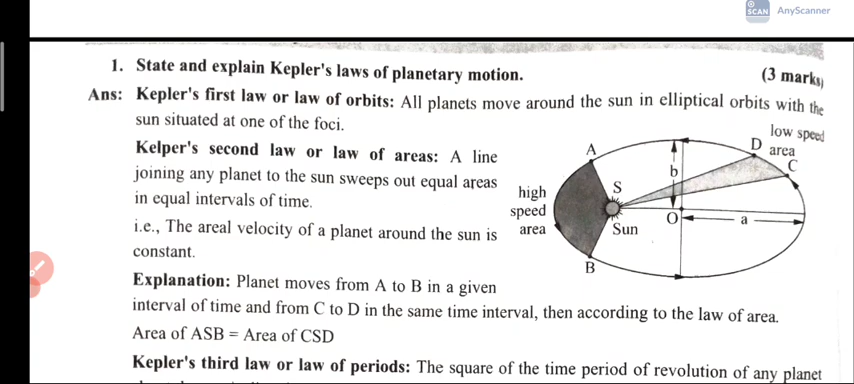 SCAN AnyScanner
1. State and explain Kepler's laws of planetary motion. (3 marks)
Ans: Kepler's first law or law of orbits: All planets move around the sun in elliptical orbits with the
sun situated at one of the foci.
Kelper's second law or law of areas: A line
joining any planet to the sun sweeps out equal areas
in equal intervals of time.
i.e., The areal velocity of a planet around the sun is
constant.
low speed
area
A
D
C
b
S
high
speed
area
Sun
O
a
B
Explanation: Planet moves from A to B in a given
interval of time and from C to D in the same time interval, then according to the law of area.
Area of ASB = Area of CSD
Kepler's third law or law of periods: The square of the time period of revolution of any planet